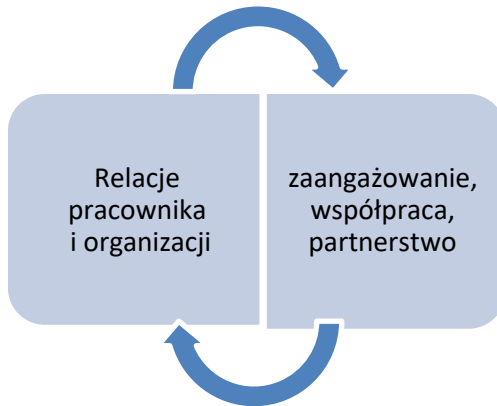 Relacje
pracownika
i organizacji
zaangażowanie,
współpraca,
partnerstwo